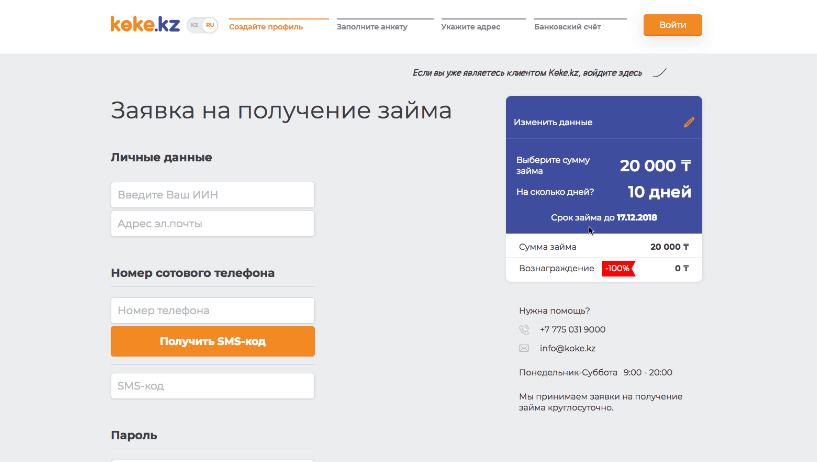 көке.kz
KZ RU
Создайте профиль
Заполните анкету
Укажите адрес
Банковский счёт
Войти
Если вы уже являетесь клиентом Көке.kz, войдите здесь
Заявка на получение займа
Личные данные
Введите Ваш ИИН
Адрес эл.почты
Номер сотового телефона
Номер телефона
Получить SMS-код
SMS-код
Пароль
Изменить данные
Выберите сумму
займа
20 000 ₸
На сколько дней?
10 дней
Срок займа до 17.12.2018
Сумма займа 20 000 ₸
Вознаграждение -100% 0 ₸
Нужна помощь?
+7 775 031 9000
info@koke.kz
Понедельник-Суббота 9:00 - 20:00
Мы принимаем заявки на получение
займа круглосуточно.